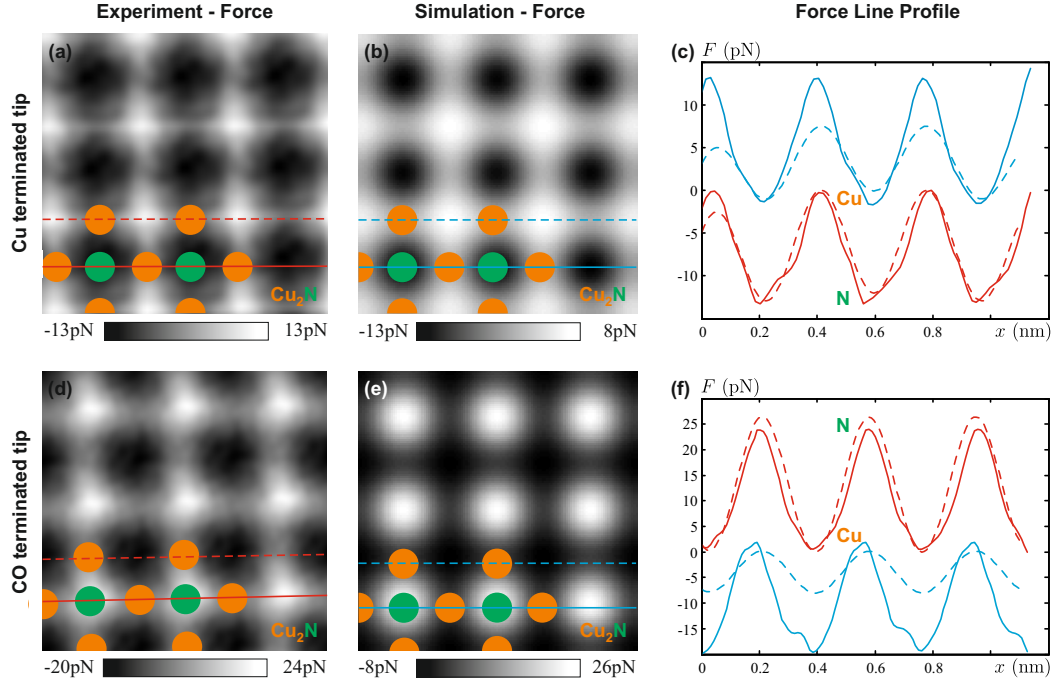 Experiment - Force
Simulation - Force
Force Line Profile
Cu terminated tip
(a)
Cu₂N
-13pN
13pN
(b)
Cu₂N
-13pN
8pN
(c) F (pN)
10
5
0
-5
-10
Cu
N
0 0.2 0.4 0.6 0.8 x (nm)
CO terminated tip
(d)
Cu₂N
-20pN
24pN
(e)
Cu₂N
-8pN
26pN
(f) F (pN)
25
20
15
10
5
0
-5
-10
-15
N
Cu
0 0.2 0.4 0.6 0.8 x (nm)